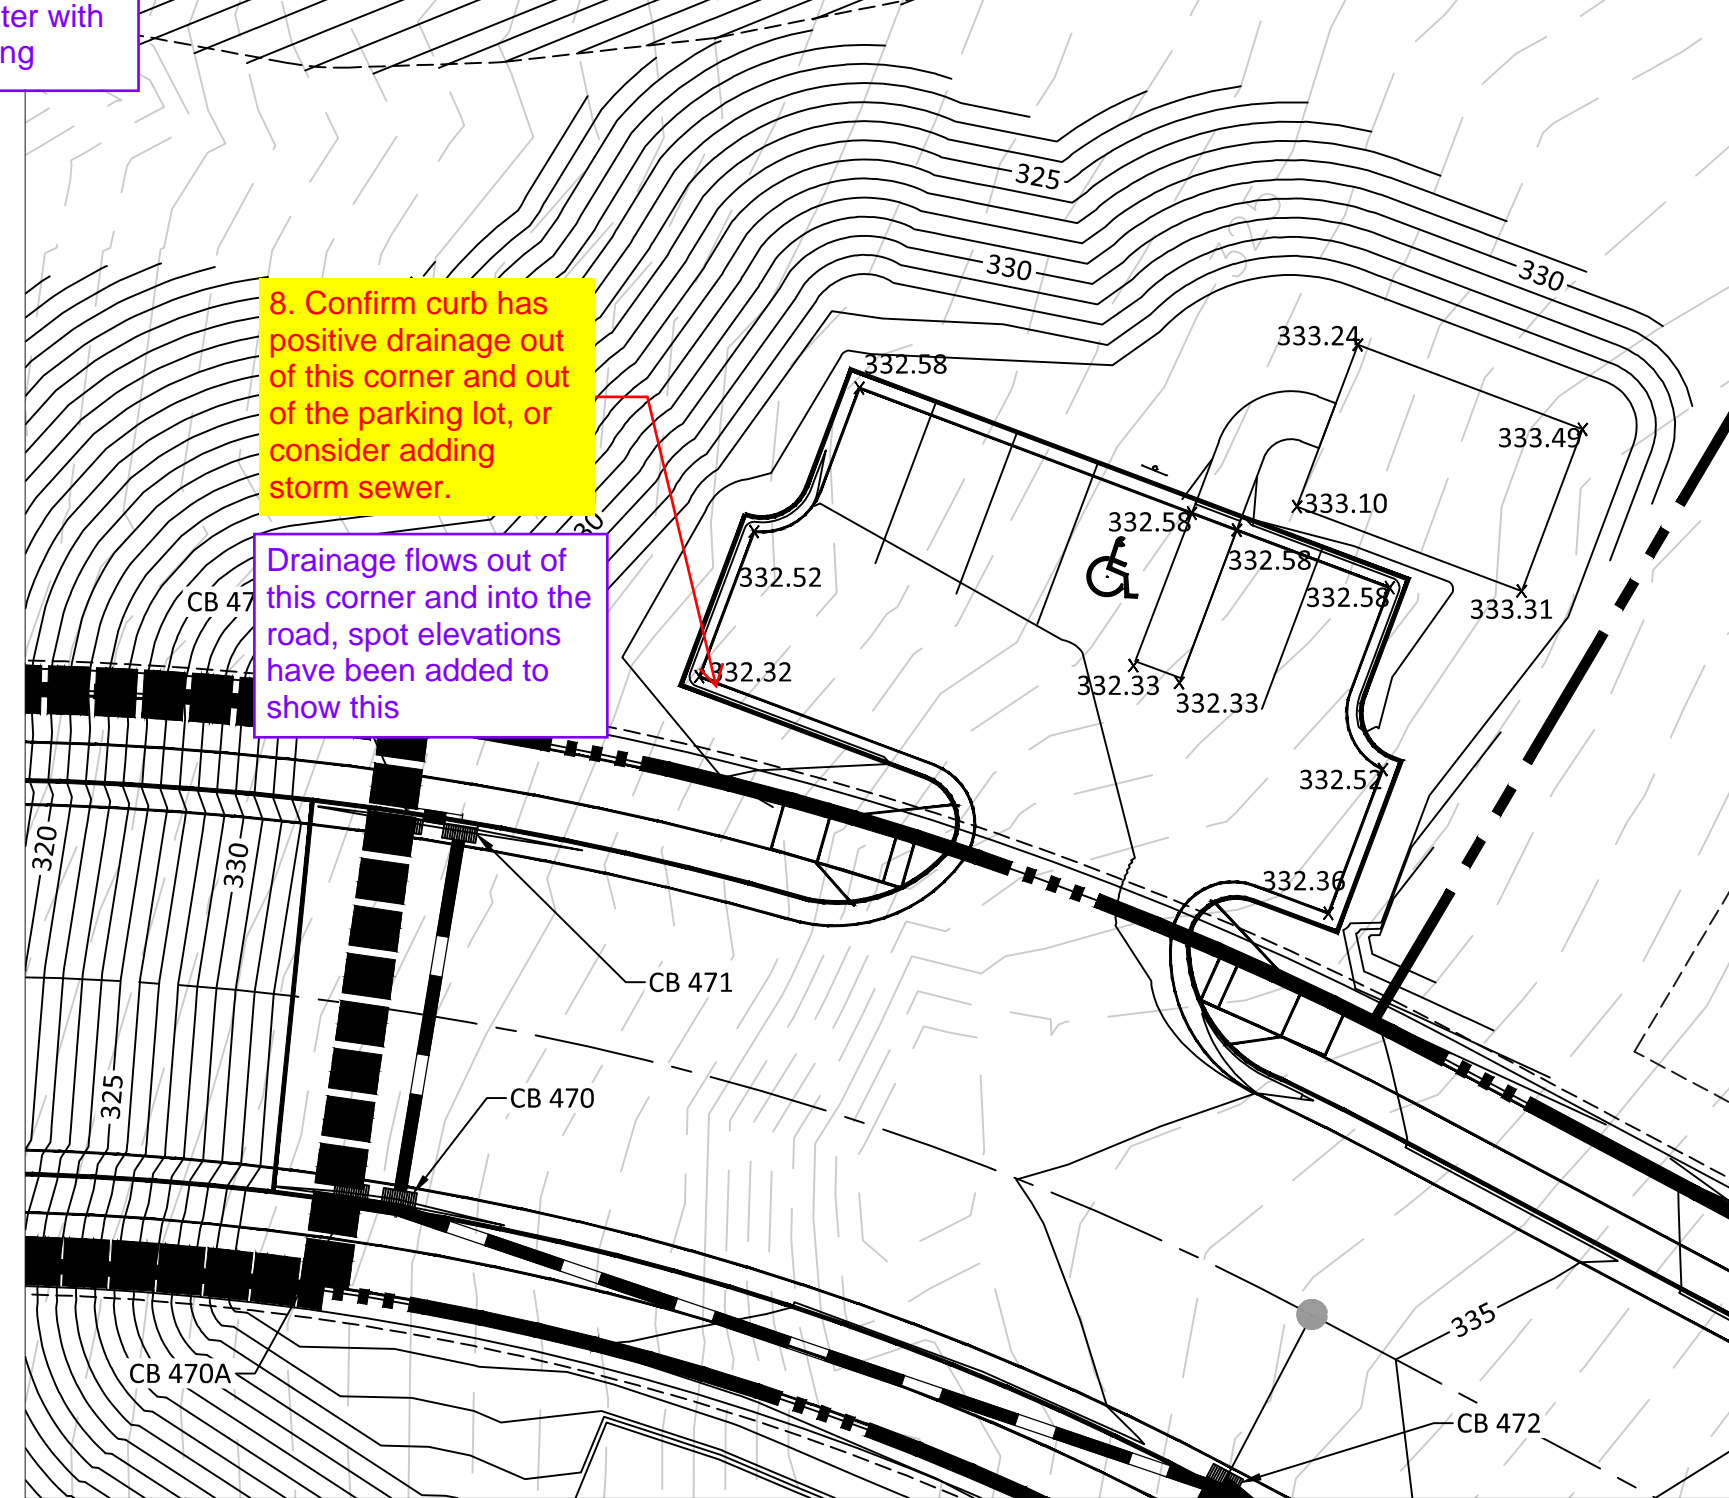 ter with
ng
325
330
330
8. Confirm curb has
positive drainage out
of this corner and out
of the parking lot, or
consider adding
storm sewer.
333.24
332.58
333.49
333.10
332.58
30
332.58
Drainage flows out of
this corner and into the
road, spot elevations
have been added to
show this
332.52
332.58
CB 47
333.31
332.32
332.33
332.33
332.52
320
330
332.36
CB 471
325
CB 470
335
CB 470A
CB 472